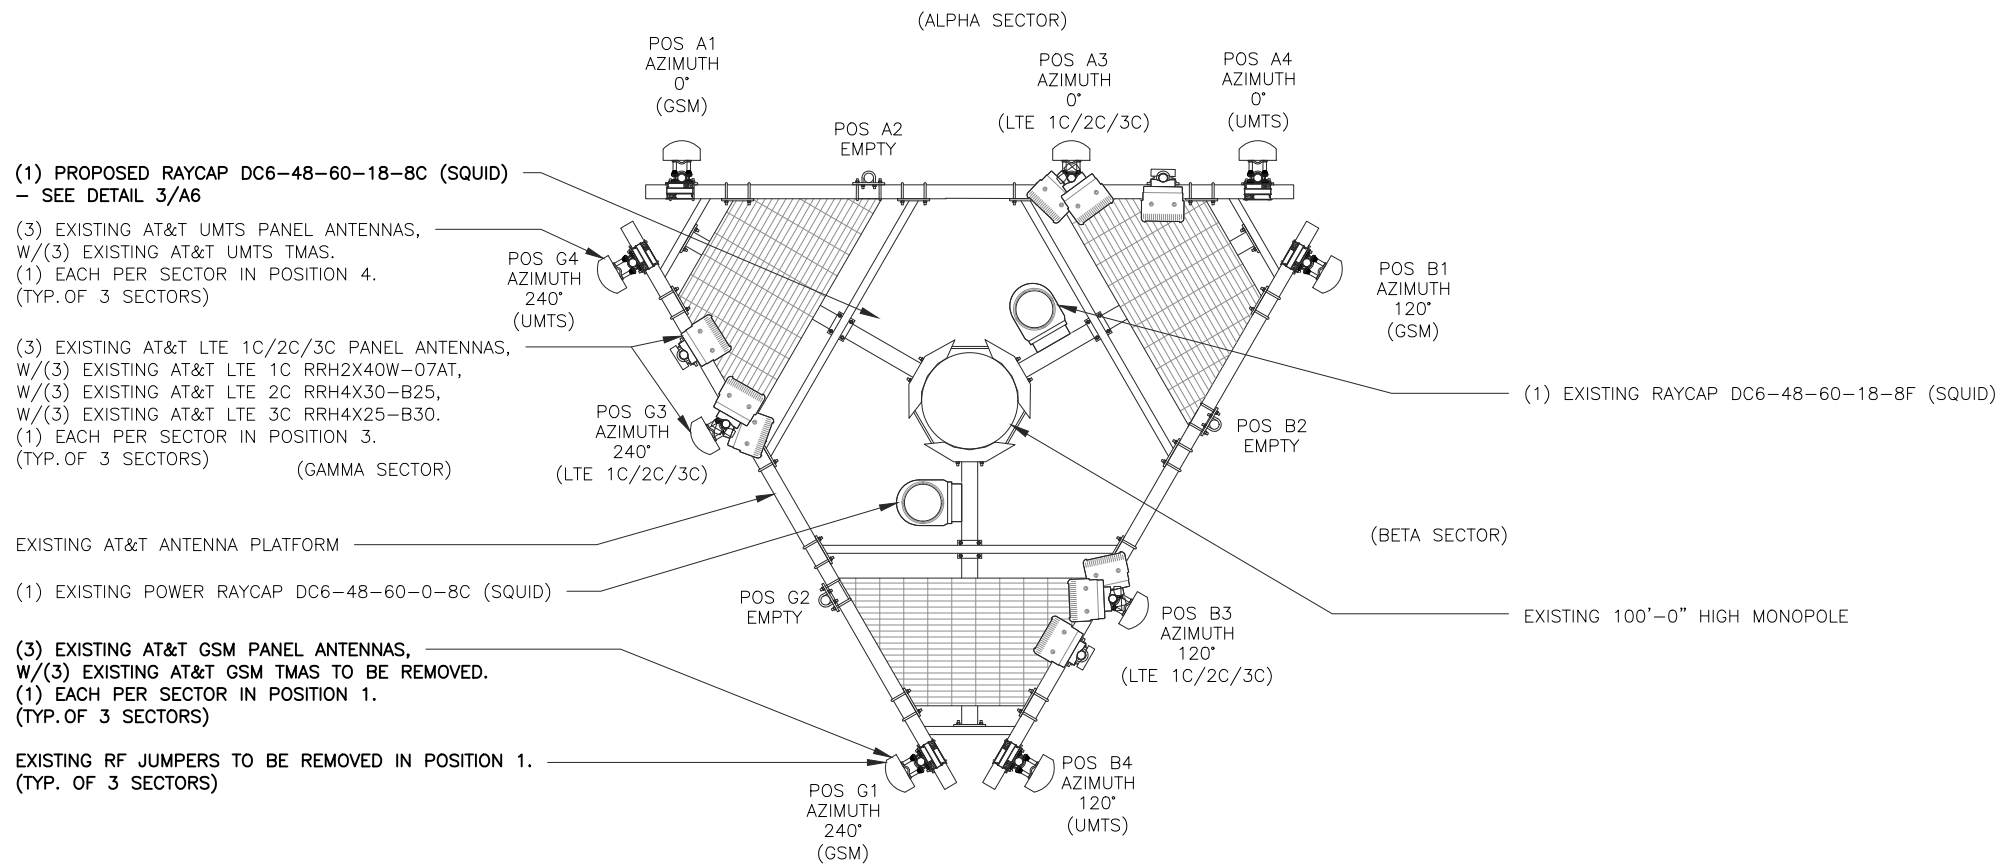 (ALPHA SECTOR)
POS A1
AZIMUTH
0°
(GSM)
POS A2
EMPTY
POS A3
AZIMUTH
0°
(LTE 1C/2C/3C)
POS A4
AZIMUTH
0°
(UMTS)
(1) PROPOSED RAYCAP DC6-48-60-18-8C (SQUID)
- SEE DETAIL 3/A6
(3) EXISTING AT&T UMTS PANEL ANTENNAS,
W/(3) EXISTING AT&T UMTS TMAS.
(1) EACH PER SECTOR IN POSITION 4.
(TYP.OF 3 SECTORS)
POS G4
AZIMUTH
240°
(UMTS)
POS B1
AZIMUTH
120°
(GSM)
(3) EXISTING AT&T LTE 1C/2C/3C PANEL ANTENNAS,
W/(3) EXISTING AT&T LTE 1C RRH2X40W-07AT,
W/(3) EXISTING AT&T LTE 2C RRH4X30-B25,
W/(3) EXISTING AT&T LTE 3C RRH4X25-B30.
(1) EACH PER SECTOR IN POSITION 3.
(TYP.OF 3 SECTORS)
(GAMMA SECTOR)
POS G3
AZIMUTH
240°
(LTE 1C/2C/3C)
(1) EXISTING RAYCAP DC6-48-60-18-8F (SQUID)
POS B2
EMPTY
(BETA SECTOR)
EXISTING AT&T ANTENNA PLATFORM
(1) EXISTING POWER RAYCAP DC6-48-60-0-8C (SQUID)
POS G2
EMPTY
POS B3
AZIMUTH
120°
(LTE 1C/2C/3C)
EXISTING 100'-0" HIGH MONOPOLE
(3) EXISTING AT&T GSM PANEL ANTENNAS,
W/(3) EXISTING AT&T GSM TMAS TO BE REMOVED.
(1) EACH PER SECTOR IN POSITION 1.
(TYP.OF 3 SECTORS)
EXISTING RF JUMPERS TO BE REMOVED IN POSITION 1.
(TYP. OF 3 SECTORS)
POS G1
AZIMUTH
240°
(GSM)
POS B4
AZIMUTH
120°
(UMTS)